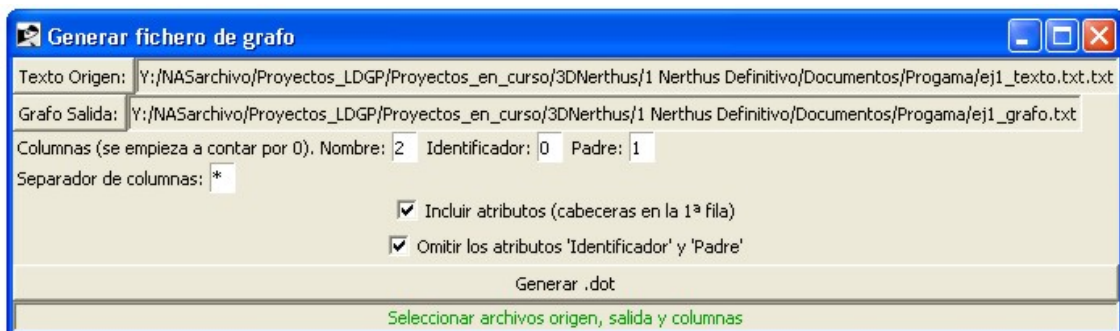 Generar fichero de grafo
Texto Origen: Y:/NASarchivo/Proyectos_LDGP/Proyectos_en_curso/3DNerthus/1 Nerthus Definitivo/Documentos/Progama/ej1_texto.txt.txt
Grafo Salida: Y:/NASarchivo/Proyectos_LDGP/Proyectos_en_curso/3DNerthus/1 Nerthus Definitivo/Documentos/Progama/ej1_grafo.txt
Columnas (se empieza a contar por 0). Nombre: 2 Identificador: 0 Padre: 1
Separador de columnas: *
Incluir atributos (cabeceras en la 1ª fila)
Omitir los atributos 'Identificador' y 'Padre'
Generar .dot
Seleccionar archivos origen, salida y columnas